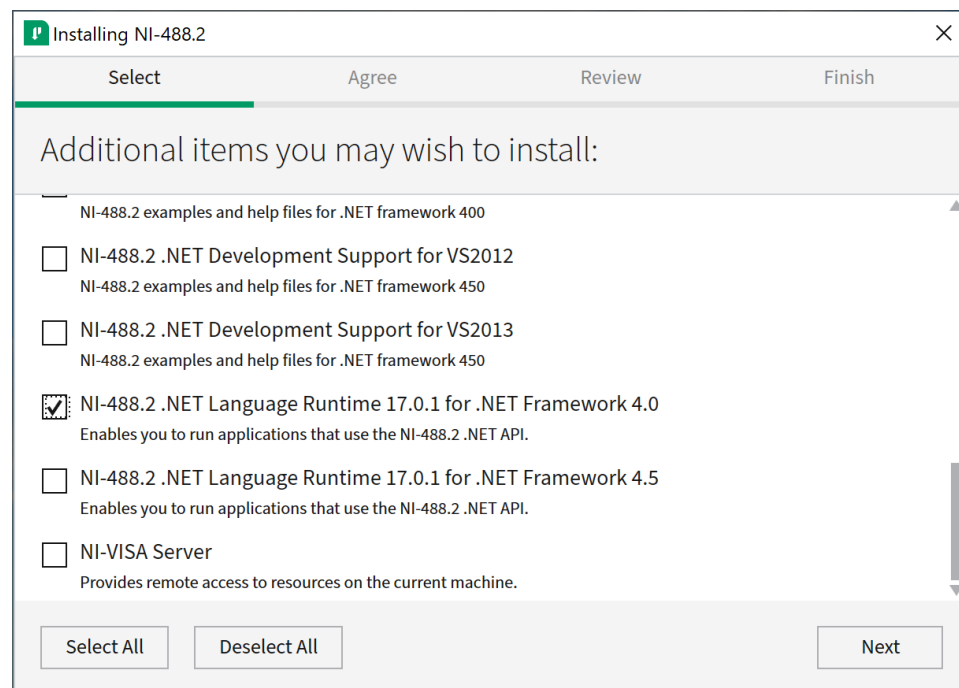 Installing NI-488.2
Select Agree Review Finish
Additional items you may wish to install:
NI-488.2 examples and help files for .NET framework 400
NI-488.2 .NET Development Support for VS2012
NI-488.2 examples and help files for .NET framework 450
NI-488.2 .NET Development Support for VS2013
NI-488.2 examples and help files for .NET framework 450
NI-488.2 .NET Language Runtime 17.0.1 for .NET Framework 4.0
Enables you to run applications that use the NI-488.2 .NET API.
NI-488.2 .NET Language Runtime 17.0.1 for .NET Framework 4.5
Enables you to run applications that use the NI-488.2 .NET API.
NI-VISA Server
Provides remote access to resources on the current machine.
Select All Deselect All Next